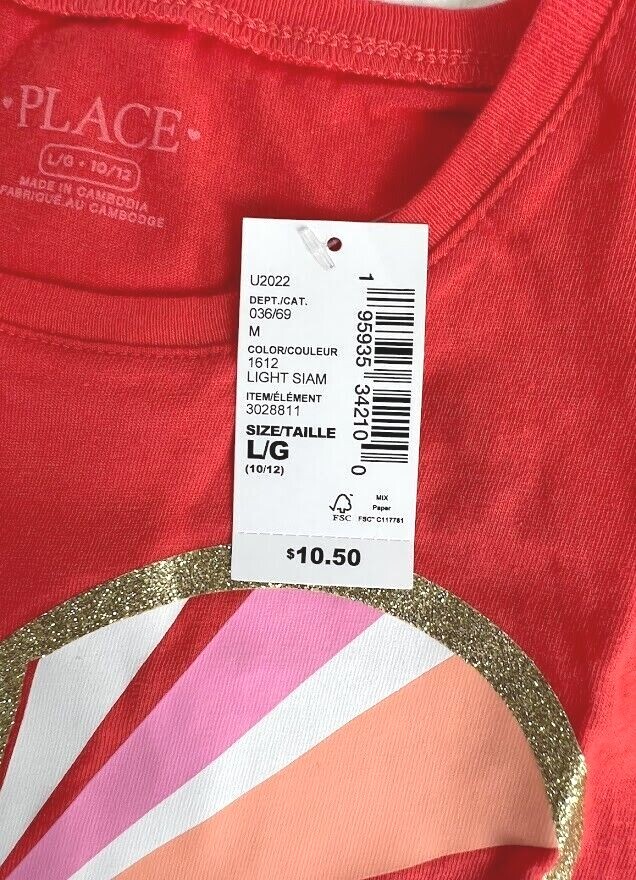 PLACE
L/G • 10/12
MADE IN CAMBODIA
FABRIQUÉ AU CAMBODGE
U2022
DEPT./CAT.
036/69
M
COLOR/COULEUR
1612
LIGHT SIAM
ITEM/ÉLÉMENT
3028811
SIZE/TAILLE
L/G
(10/12)
1 95935 34210 0
FSC
MIX
Paper
FSC™ C117781
$10.50